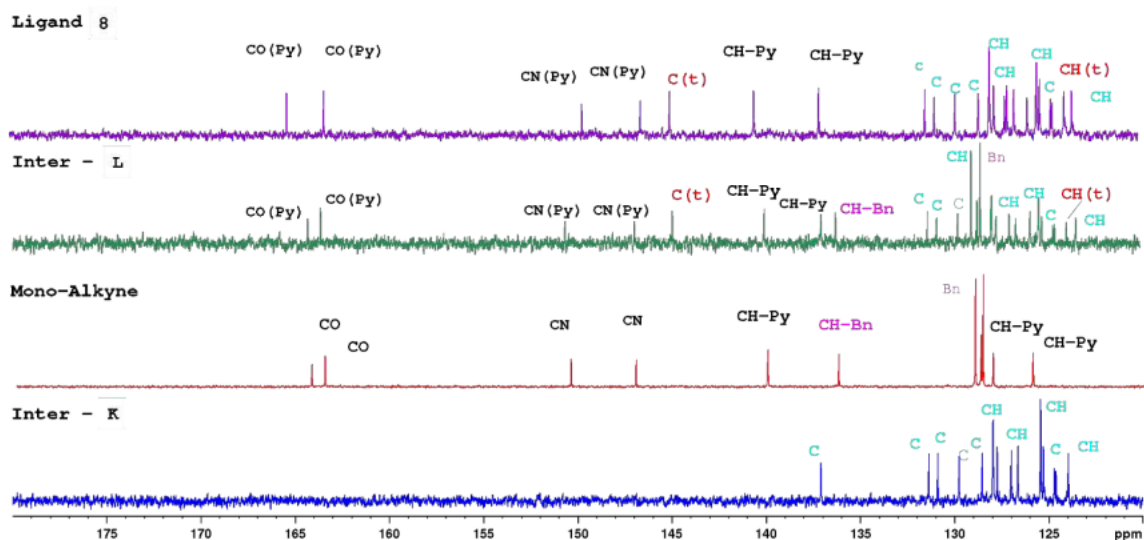 Ligand 8
CO(Py) CO(Py) CN(Py) CN(Py) C(t) CH-Py CH-Py c C C C CH CH CH C CH(t) CH
Inter - L
CO(Py) CO(Py) CN(Py) CN(Py) C(t) CH-Py CH-Py CH-Bn C C C CH Bn CH CH C CH(t) CH
Mono-Alkyne
CO CO CN CN CH-Py CH-Bn Bn CH-Py CH-Py
Inter - K
C C C C C CH CH CH C CH
175 170 165 160 155 150 145 140 135 130 125 ppm